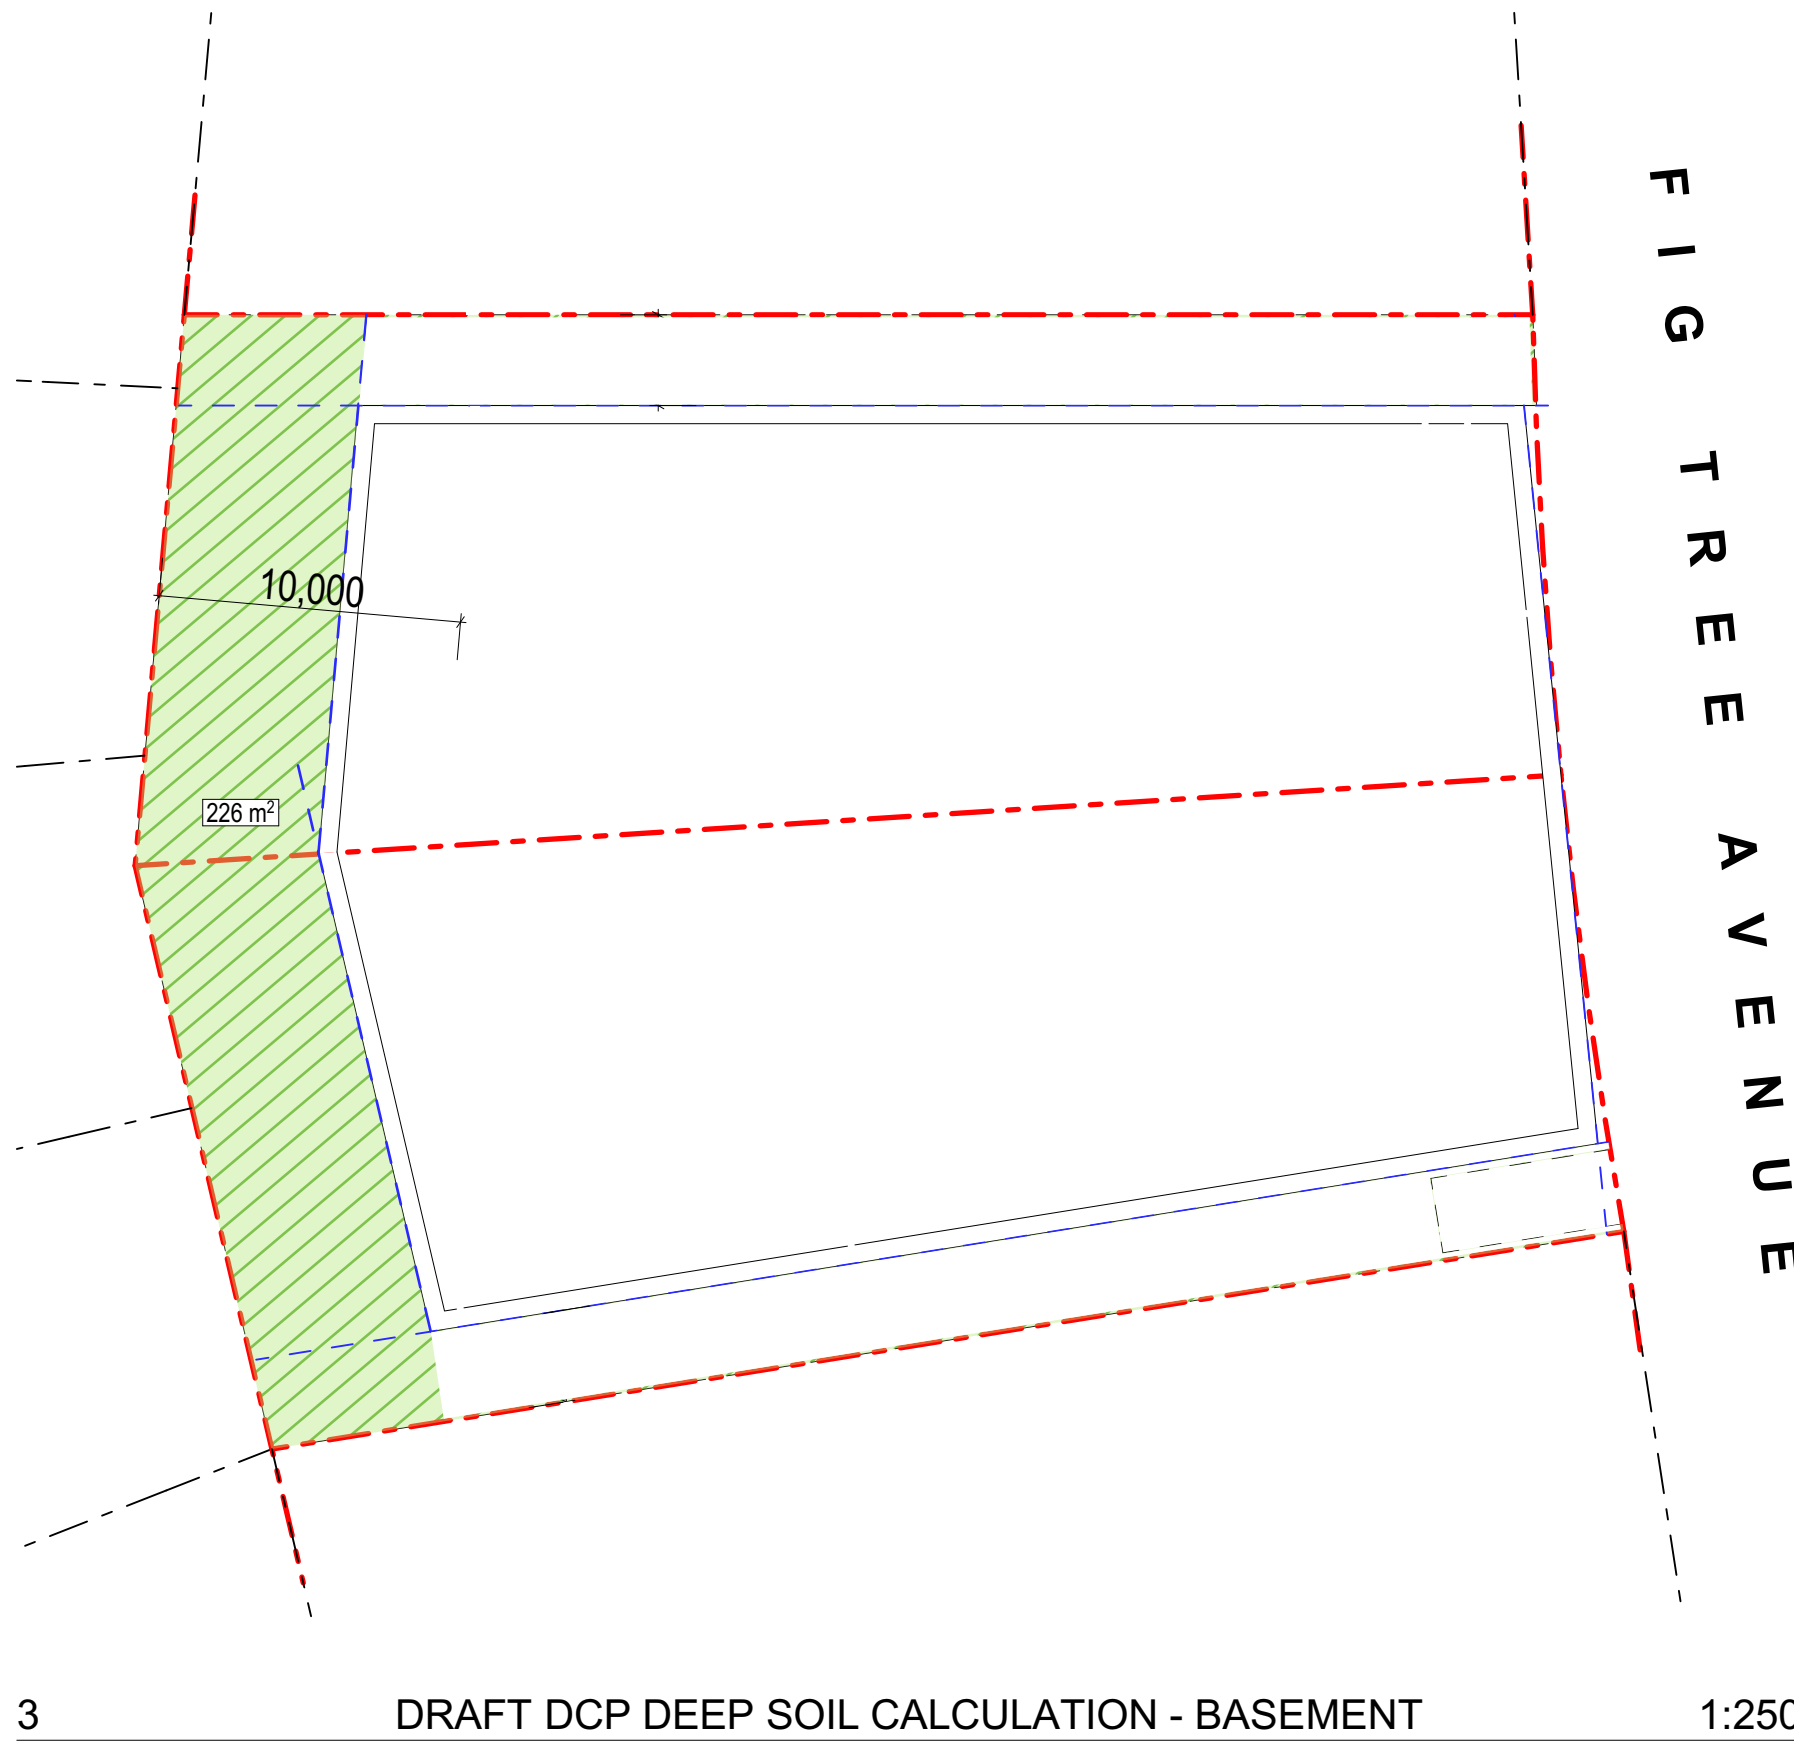 FIG TREE AVENUE
10,000
226 m²
3 DRAFT DCP DEEP SOIL CALCULATION - BASEMENT 1:250